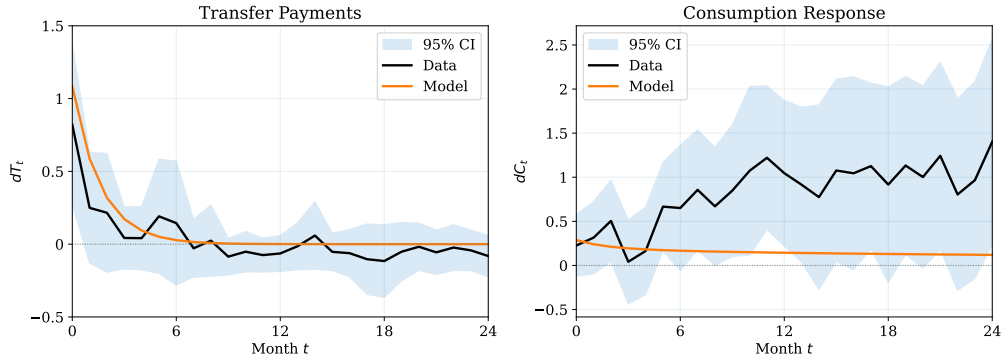 Transfer Payments
1.5
1
0.5
0
−0.5
dT_t
0
6
12
18
24
Month t
95% CI
Data
Model
Consumption Response
2.5
2
1.5
1
0.5
0
−0.5
dC_t
0
6
12
18
24
Month t
95% CI
Data
Model